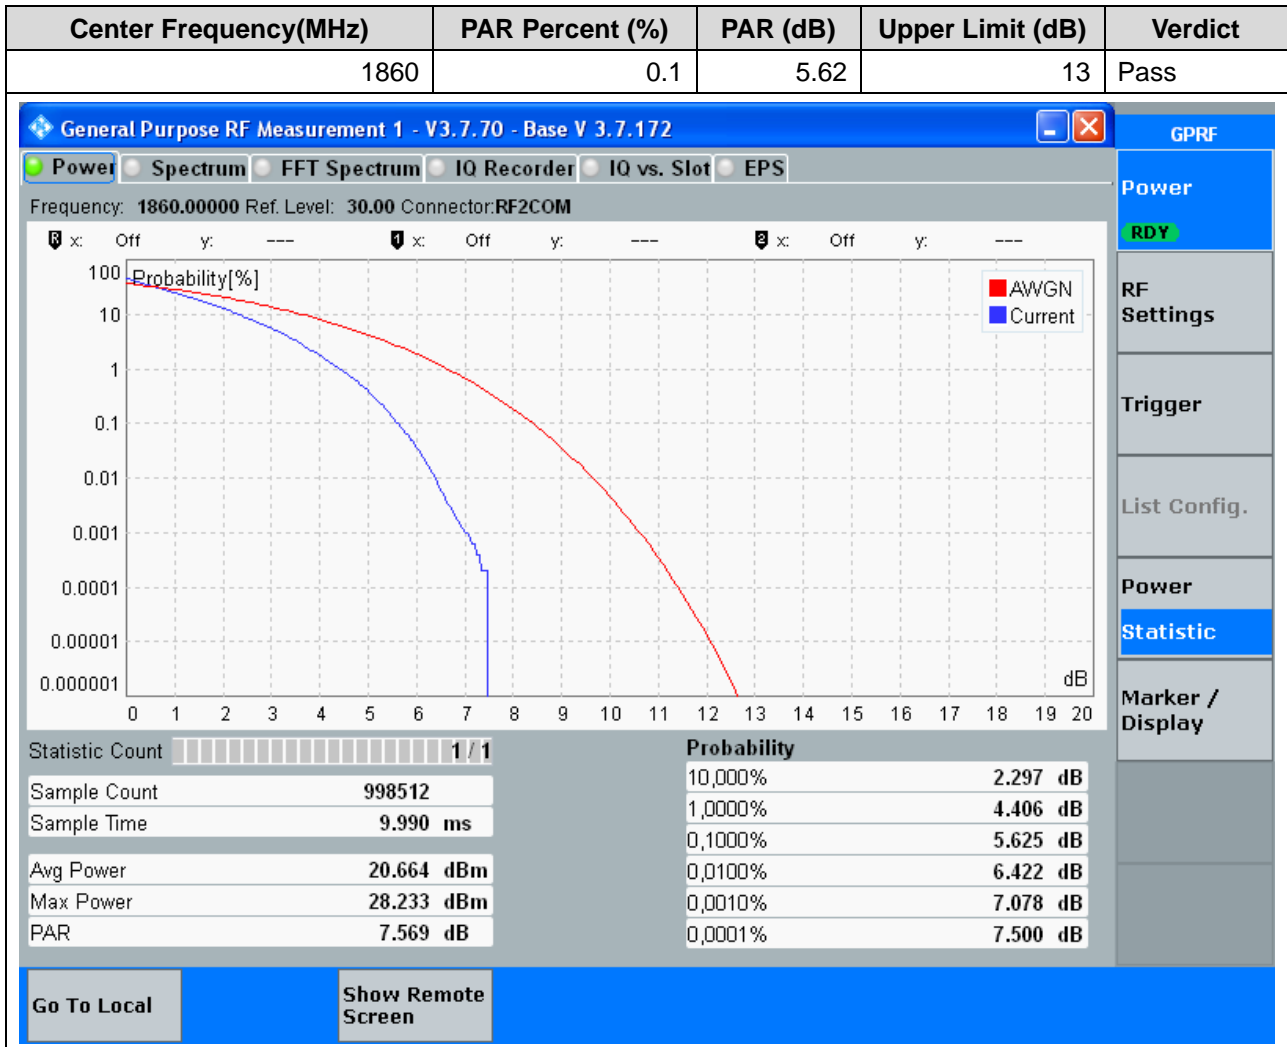 Center Frequency(MHz) PAR Percent (%) PAR (dB) Upper Limit (dB) Verdict
1860 0.1 5.62 13 Pass
General Purpose RF Measurement 1 - V3.7.70 - Base V 3.7.172
GPRF
Power Spectrum FFT Spectrum IQ Recorder IQ vs. Slot EPS
Power
RDY
Frequency: 1860.00000 Ref. Level: 30.00 Connector:RF2COM
R x: Off y: --- 1 x: Off y: --- 2 x: Off y: ---
Probability[%]
100
10
1
0.1
0.01
0.001
0.0001
0.00001
0.000001
AWGN
Current
dB
0 1 2 3 4 5 6 7 8 9 10 11 12 13 14 15 16 17 18 19 20
RF
Settings
Trigger
List Config.
Power
Statistic
Marker /
Display
Statistic Count 1 / 1
Sample Count 998512
Sample Time 9.990 ms
Avg Power 20.664 dBm
Max Power 28.233 dBm
PAR 7.569 dB
Probability
10,000% 2.297 dB
1,0000% 4.406 dB
0,1000% 5.625 dB
0,0100% 6.422 dB
0,0010% 7.078 dB
0,0001% 7.500 dB
Go To Local
Show Remote
Screen